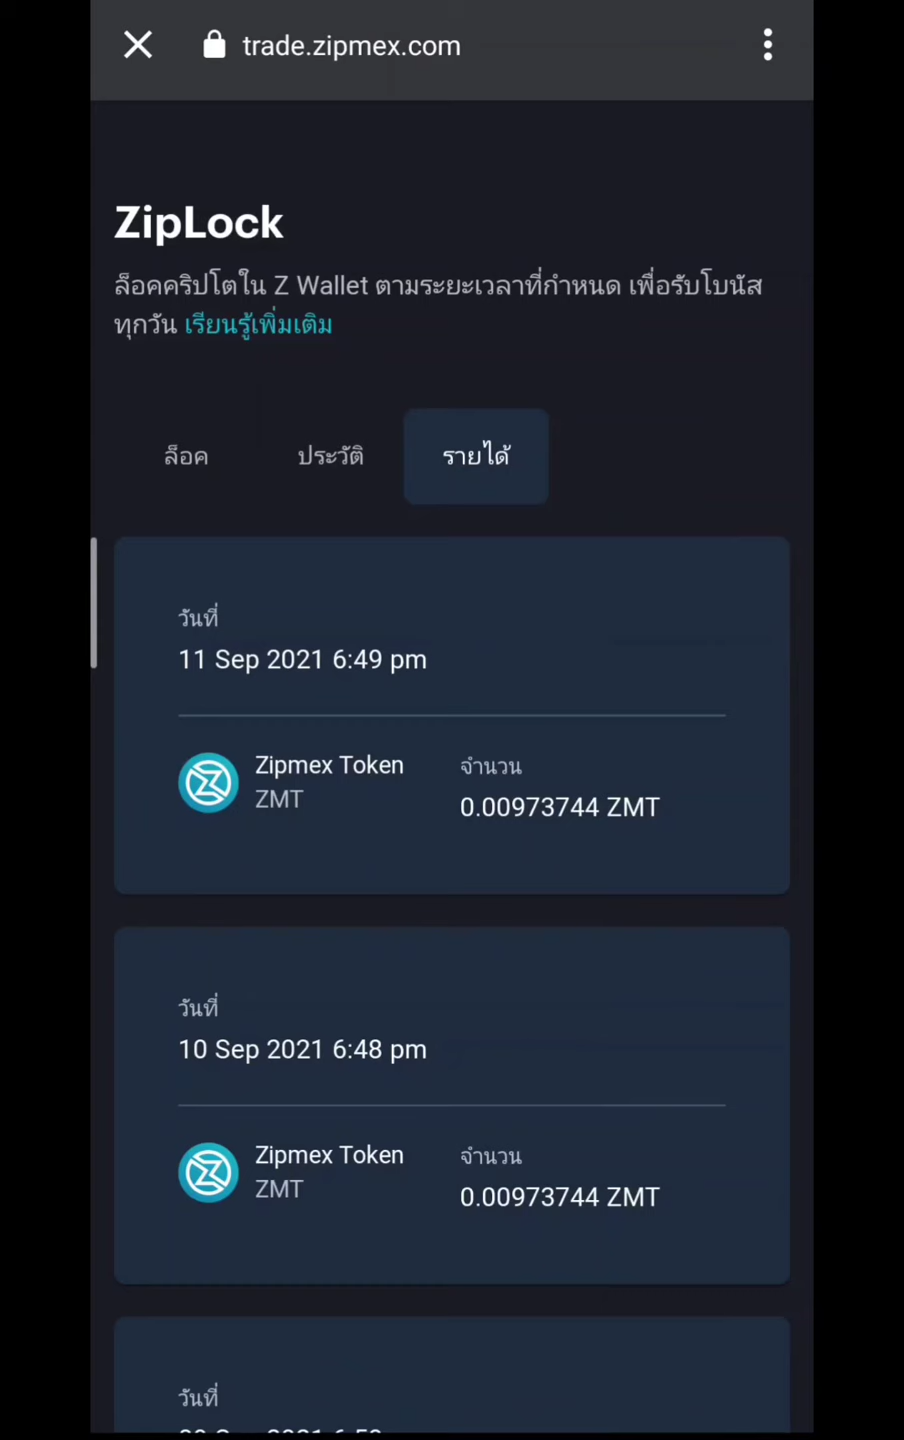 trade.zipmex.com
ZipLock
ล็อคคริปโตใน Z Wallet ตามระยะเวลาที่กำหนด เพื่อรับโบนัส
ทุกวัน เรียนรู้เพิ่มเติม
ล็อค ประวัติ รายได้
วันที่
11 Sep 2021 6:49 pm
Zipmex Token จำนวน
ZMT 0.00973744 ZMT
วันที่
10 Sep 2021 6:48 pm
Zipmex Token จำนวน
ZMT 0.00973744 ZMT
วันที่